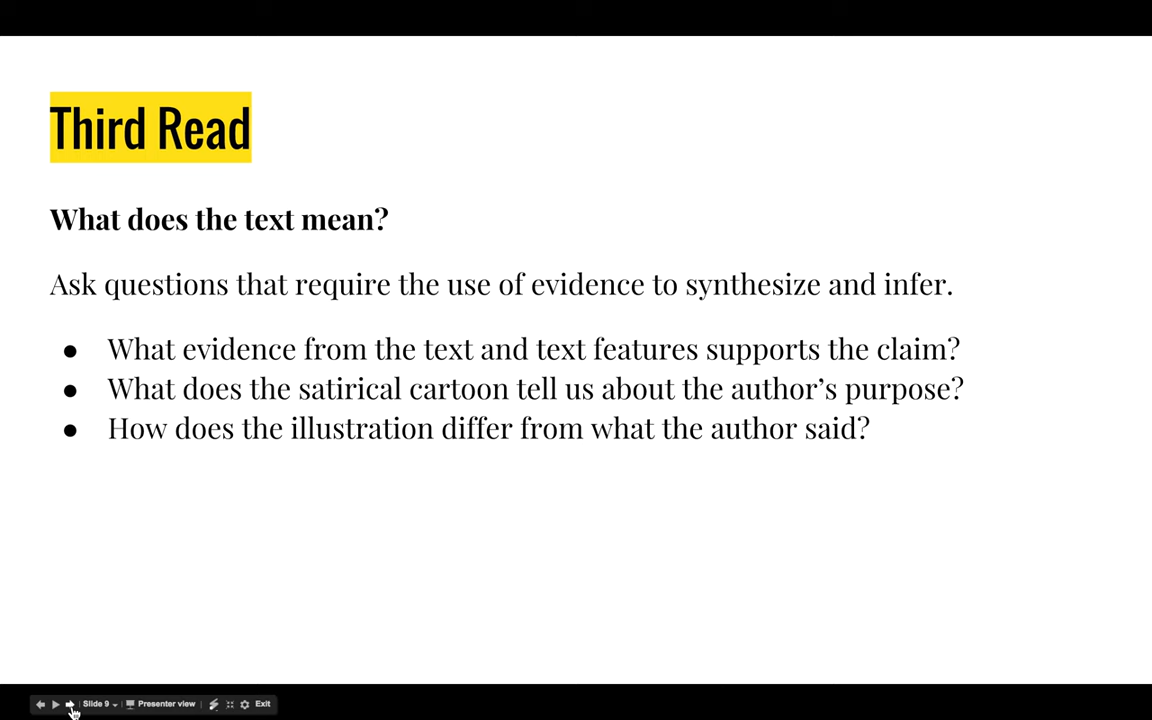 Third Read
What does the text mean?
Ask questions that require the use of evidence to synthesize and infer.
● What evidence from the text and text features supports the claim?
● What does the satirical cartoon tell us about the author’s purpose?
● How does the illustration differ from what the author said?
Slide 9 Presenter view Exit